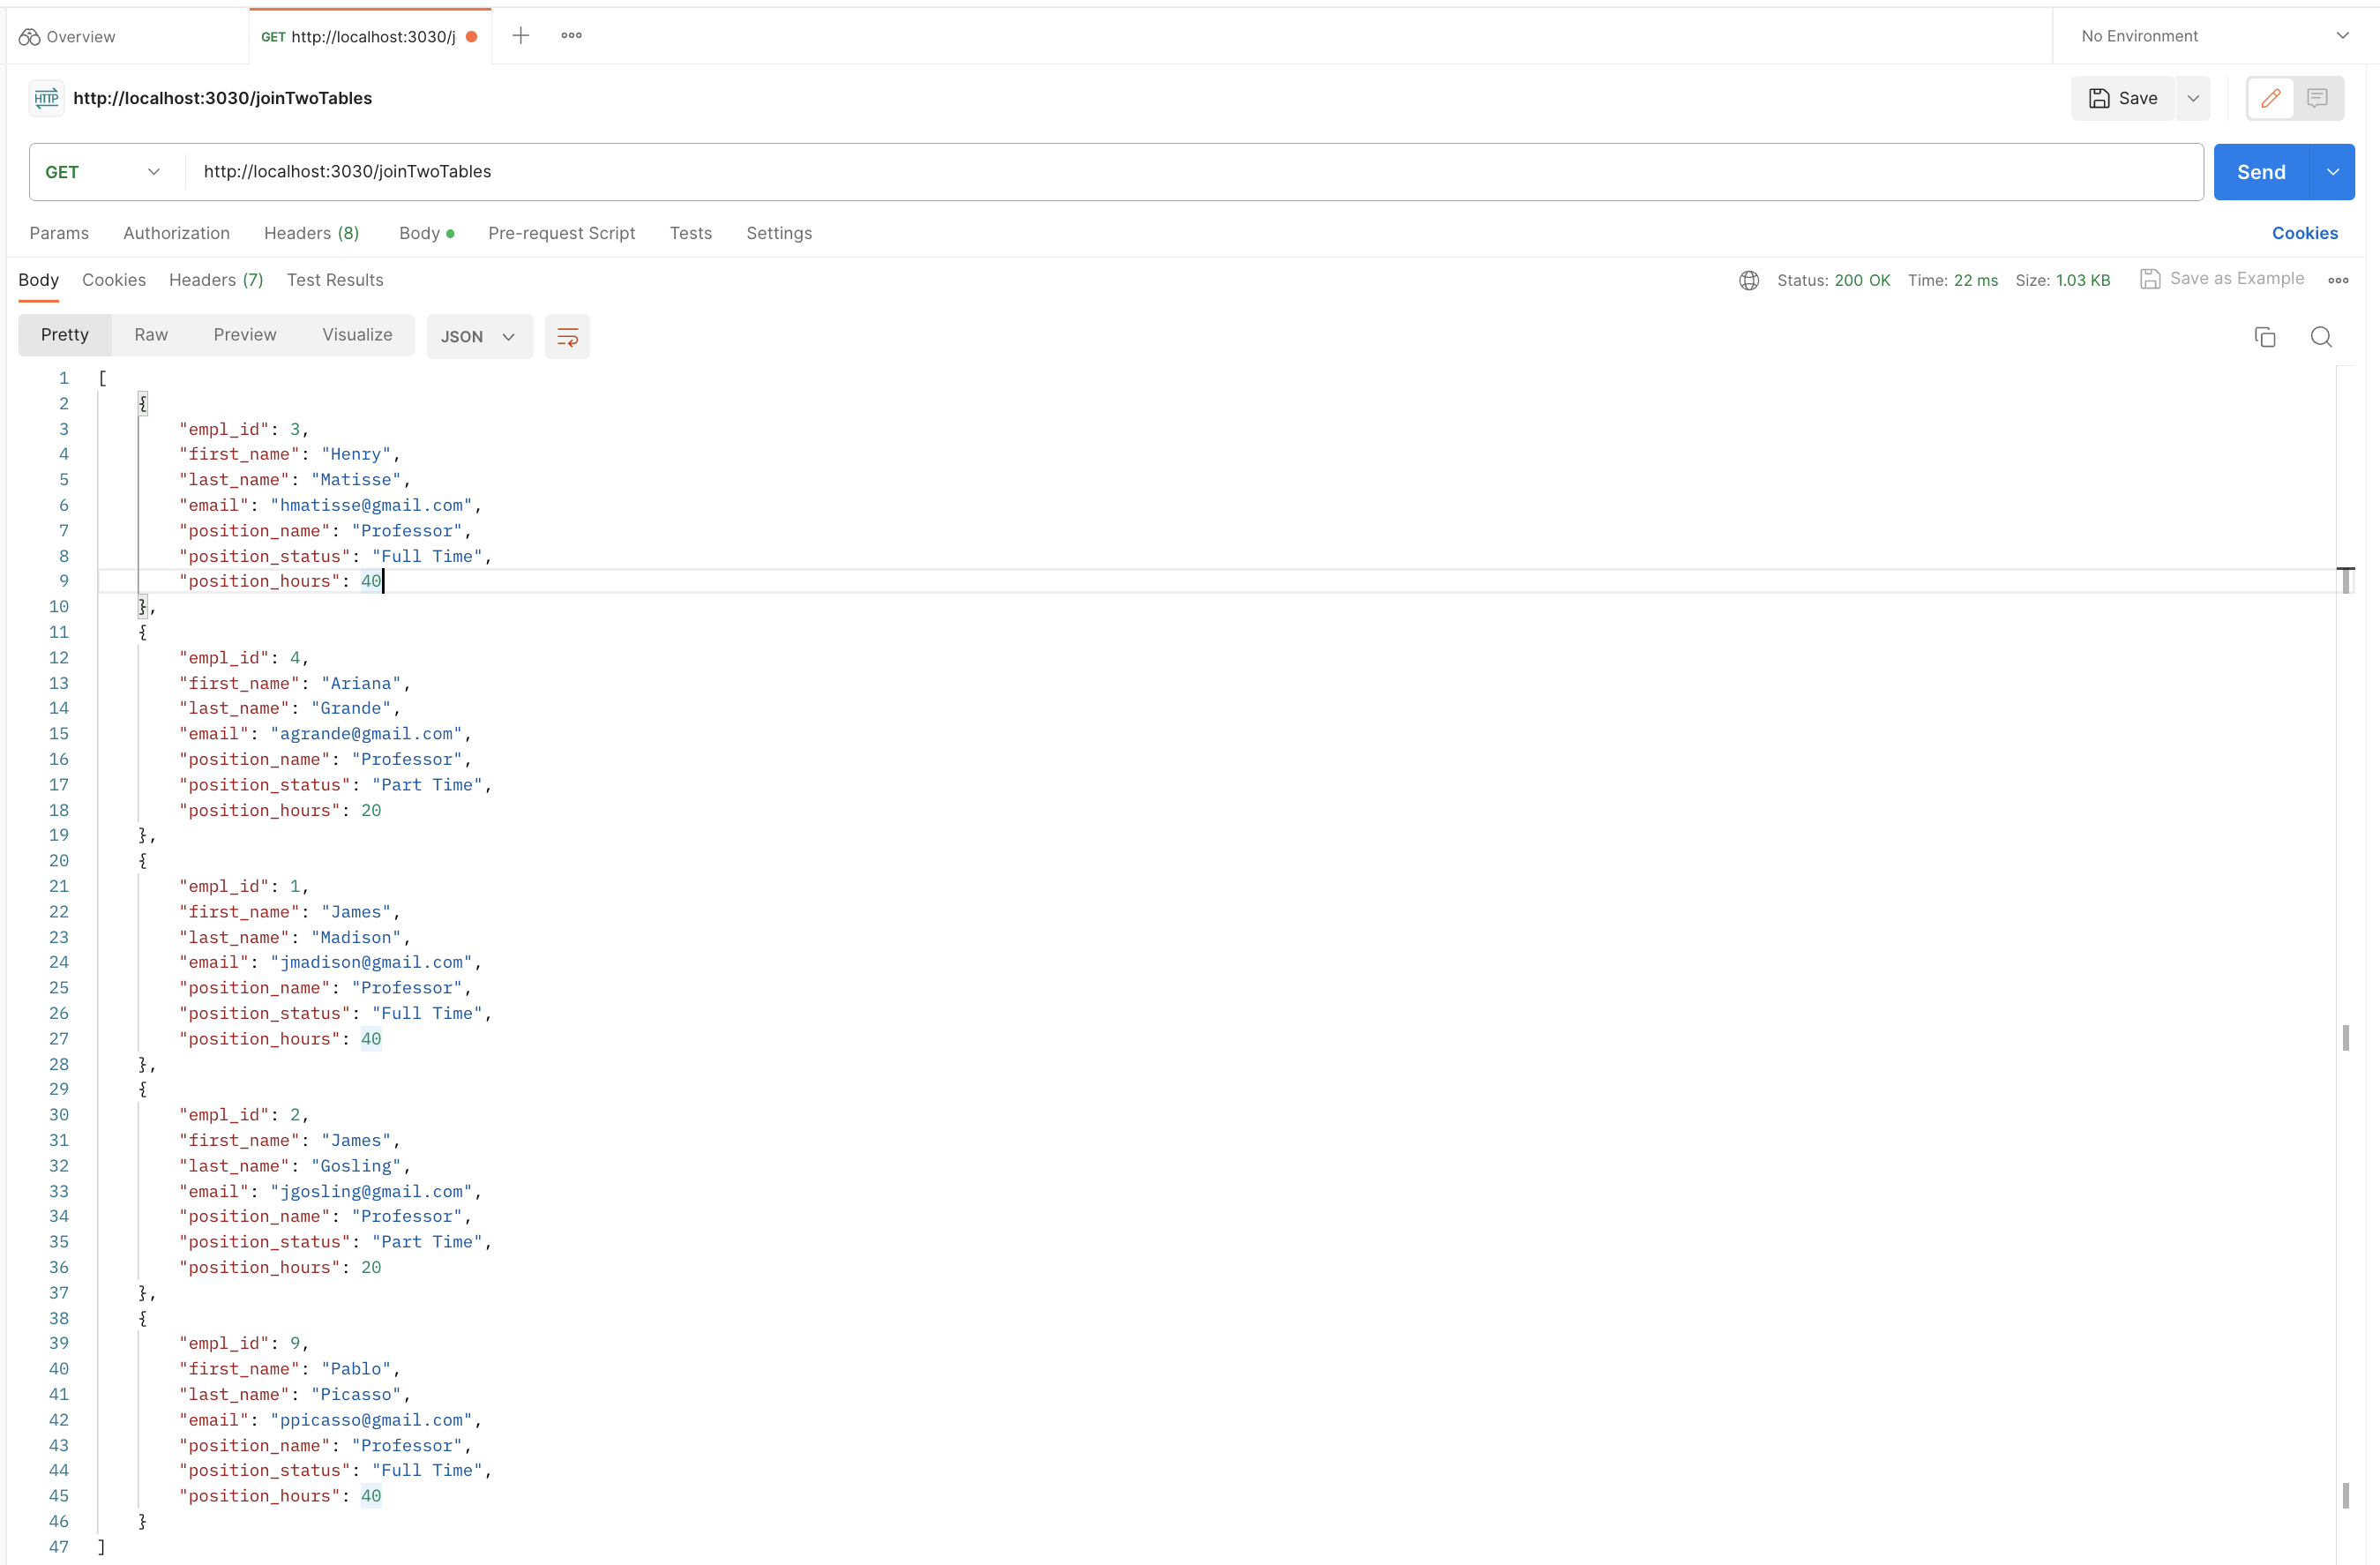 Overview
GET http://localhost:3030/j
No Environment
HTTP http://localhost:3030/joinTwoTables
Save
GET http://localhost:3030/joinTwoTables
Send
Params Authorization Headers (8) Body Pre-request Script Tests Settings Cookies
Body Cookies Headers (7) Test Results Status: 200 OK Time: 22 ms Size: 1.03 KB Save as Example
Pretty Raw Preview Visualize JSON
1 [
2 {
3 "empl_id": 3,
4 "first_name": "Henry",
5 "last_name": "Matisse",
6 "email": "hmatisse@gmail.com",
7 "position_name": "Professor",
8 "position_status": "Full Time",
9 "position_hours": 40
10 },
11 {
12 "empl_id": 4,
13 "first_name": "Ariana",
14 "last_name": "Grande",
15 "email": "agrande@gmail.com",
16 "position_name": "Professor",
17 "position_status": "Part Time",
18 "position_hours": 20
19 },
20 {
21 "empl_id": 1,
22 "first_name": "James",
23 "last_name": "Madison",
24 "email": "jmadison@gmail.com",
25 "position_name": "Professor",
26 "position_status": "Full Time",
27 "position_hours": 40
28 },
29 {
30 "empl_id": 2,
31 "first_name": "James",
32 "last_name": "Gosling",
33 "email": "jgosling@gmail.com",
34 "position_name": "Professor",
35 "position_status": "Part Time",
36 "position_hours": 20
37 },
38 {
39 "empl_id": 9,
40 "first_name": "Pablo",
41 "last_name": "Picasso",
42 "email": "ppicasso@gmail.com",
43 "position_name": "Professor",
44 "position_status": "Full Time",
45 "position_hours": 40
46 }
47 ]